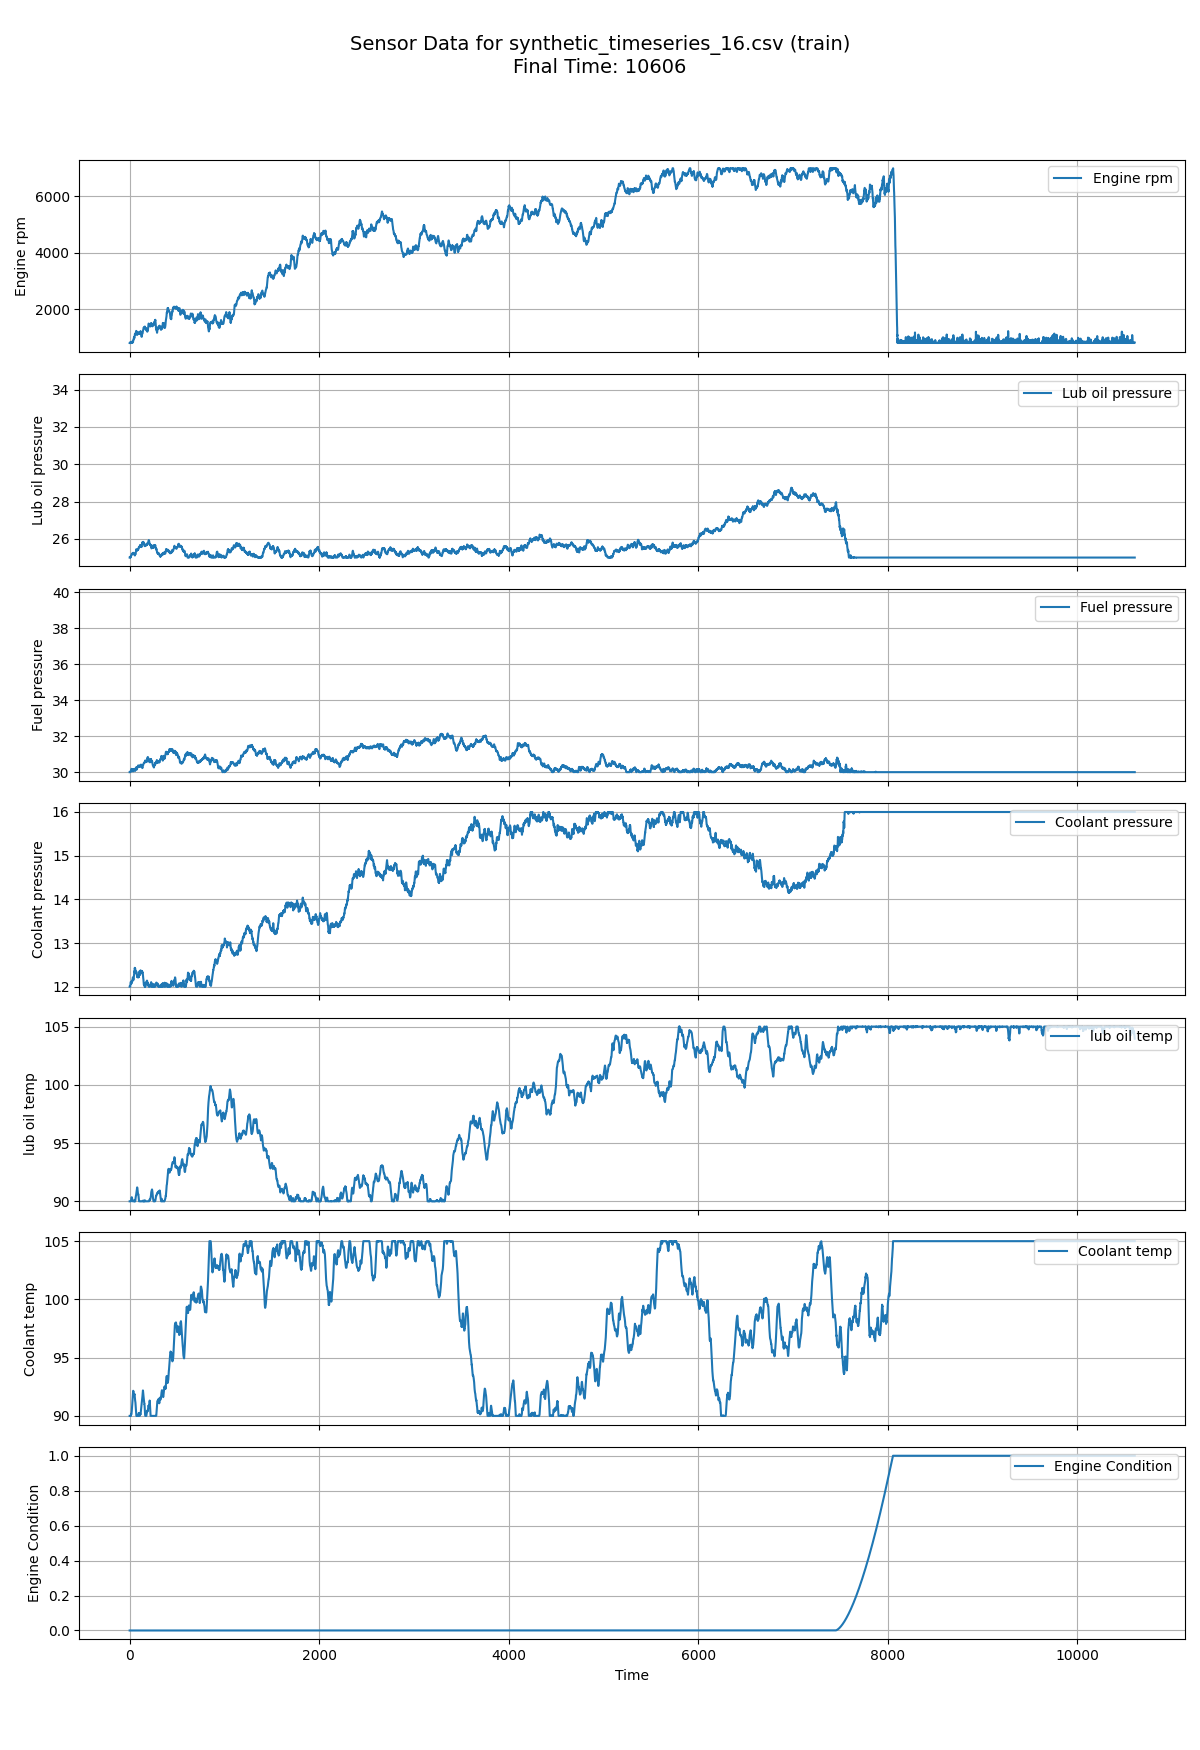 Sensor Data for synthetic_timeseries_16.csv (train)
Final Time: 10606
Engine rpm
6000
4000
2000
Engine rpm
Lub oil pressure
34
32
30
28
26
Lub oil pressure
Fuel pressure
40
38
36
34
32
30
Fuel pressure
Coolant pressure
16
15
14
13
12
Coolant pressure
lub oil temp
105
100
95
90
lub oil temp
Coolant temp
105
100
95
90
Coolant temp
Engine Condition
1.0
0.8
0.6
0.4
0.2
0.0
Engine Condition
0 2000 4000 6000 8000 10000
Time